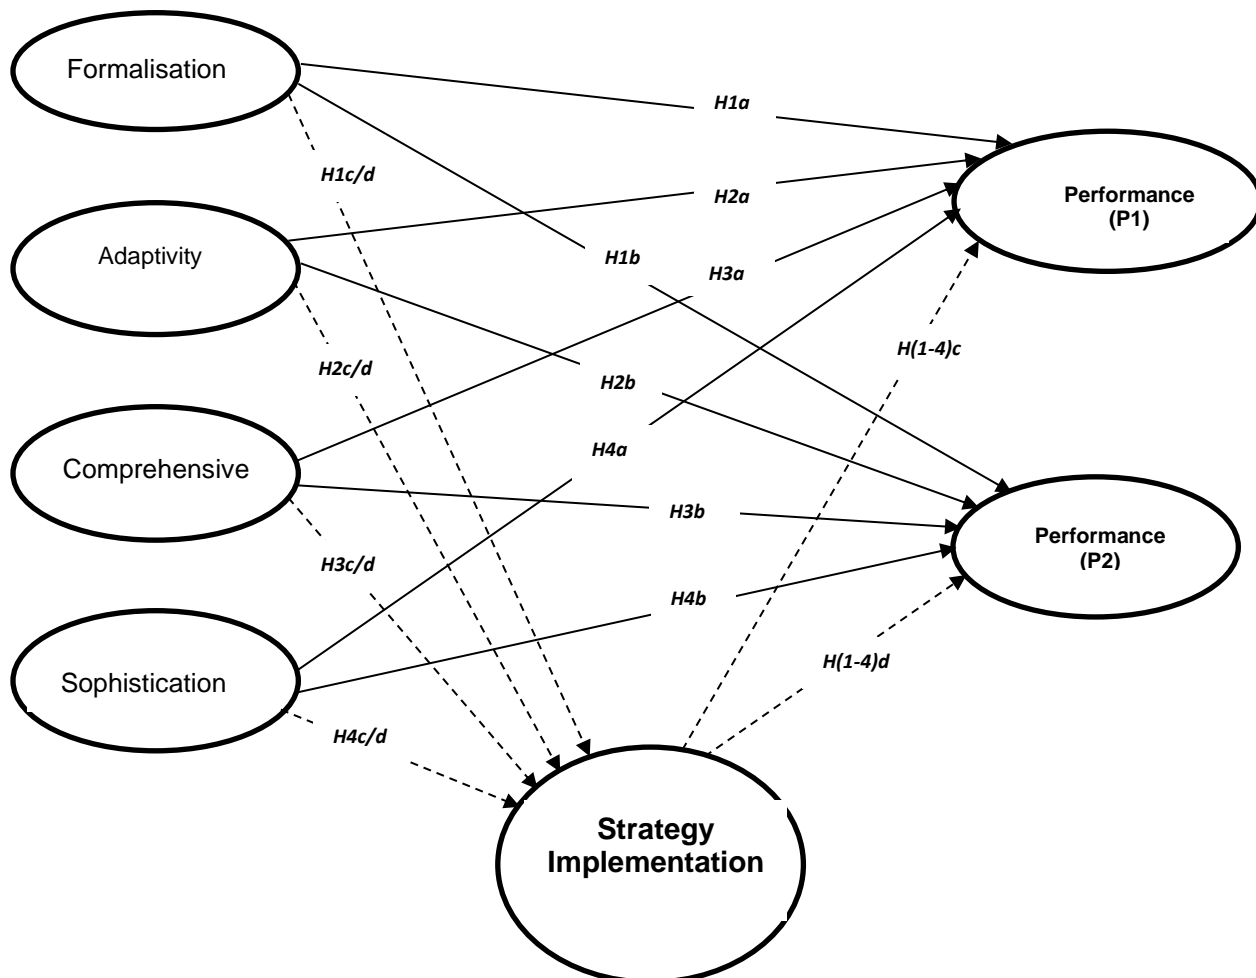 Formalisation
H1a
H1c/d
H2a
Performance
(P1)
Adaptivity
H1b
H3a
H2c/d
H(1-4)c
H2b
H4a
Comprehensive
H3b
Performance
(P2)
H3c/d
H4b
H(1-4)d
Sophistication
H4c/d
Strategy
Implementation